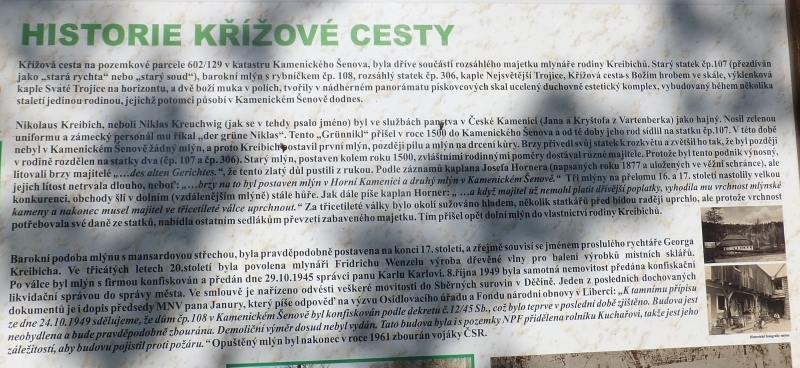 HISTORIE KŘÍŽOVÉ CESTY
Křížová cesta na pozemkové parcele 602/129 v katastru Kamenického Šenova, byla dříve součástí rozsáhlého majetku mlynáře rodiny Kreibichů. Starý statek čp.107 (přezdíván
jako „stará rychta" nebo „starý soud"), barokní mlýn s rybníčkem čp. 108, rozsáhlý statek čp. 306, kaple Nejsvětější Trojice, Křížová cesta s Božím hrobem ve skále, výklenková
kaple Svaté Trojice na horizontu, a dvě boží muka v polích, tvořily v nádherném panorámatu pískovcových skal ucelený duchovně estetický komplex, vybudovaný během několika
staletí jedinou rodinou, jejichž potomci působí v Kamenickém Šenově dodnes.
Nikolaus Kreibich, neboli Niklas Kreuchwig (jak se v tehdy psalo jméno) byl ve službách panstva v České Kamenici (Jana a Kryštofa z Vartenberka) jako hajný. Nosil zelenou
uniformu a zámecký personál mu říkal „der grüne Niklas". Tento „Grünnikl" přišel v roce 1500 do Kamenického Šenova a od té doby jeho rod sídlil na statku čp.107. V této době
nebyl v Kamenickém Šenově žádný mlýn, a proto Kreibich postavil první mlýn, později pilu a mlýn na drcení kůry. Brzy přivedl svůj statek k rozkvětu a zvětšil ho tak, že byl později
v rodině rozdělen na statky dva (čp. 107 a čp. 306). Starý mlýn, postaven kolem roku 1500, zvláštními rodinnými poměry dostával různé majitele. Protože byl tento podnik výnosný,
litovali brzy majitelé „...des alten Gerichtes.", že tento zlatý důl pustili z rukou. Podle záznamů kaplana Josefa Hornera (napsaných roku 1877 a uložených ve věžní schránce), ale
jejich lítost netrvala dlouho, neboť: „...brzy na to byl postaven mlýn v Horní Kamenici a druhý mlýn v Dolním Kamenickém Šenově." Tři mlýny na přelomu 16. a 17. století nastolily velkou
konkurenci, obchody šli v dolním (vzdálenějším mlýně) stále hůře. Jak dále píše kaplan Horner: „ ...a když majitel už nemohl platit dřívější poplatky, vyhodila mu vrchnost mlýnské
kameny a nakonec musel majitel ve třicetileté válce uprchnout." Za třicetileté války bylo okolí sužováno hladem, několik statkářů před bídou raději uprchlo, ale protože vrchnost
potřebovala své daně ze statků, nabídla ostatním sedlákům převzetí zabaveného majetku. Tím přišel opět dolní mlýn do vlastnictví rodiny Kreibichů.
Barokní podoba mlýnu s mansardovou střechou, byla pravděpodobně postavena na konci 17. století, a zřejmě souvisí se jménem proslulého rychtáře Georga
Kreibicha. Ve třicátých letech 20.století byla povolena mlynáři Fridrichu Wenzelu výroba dřevěné vlny pro balení výrobků místních sklářů.
Po válce byl mlýn s firmou konfiskován a předán dne 29.10.1945 správci panu Karlu Karlovi. 8.října 1949 byla samotná nemovitost předána konfiskační
likvidační správou do správy města. Ve smlouvě je nařízeno odvésti veškeré movitosti do Sběrných surovin v Děčíně. Jeden z posledních dochovaných
dokumentů je i dopis předsedy MNV pana Janury, který píše odpověď na výzvu Osidlovacího úřadu a Fondu národní obnovy v Liberci: „K tamnímu přípisu
ze dne 24.10.1949 sdělujeme, že dům čp.108 v Kamenickém Šenově byl konfiskován podle dekretu č.12/45 Sb., což bylo teprve v poslední době zjištěno. Budova jest
neobydlena a bude pravděpodobně zbourána. Demoliční výměr dosud nebyl vydán. Tato budova byla i s pozemky NPF přidělena rolníku Kuchařovi, takže jest jeho
záležitostí, aby budovu pojistil proti požáru." Opuštěný mlýn byl nakonec v roce 1961 zbourán vojáky ČSR.